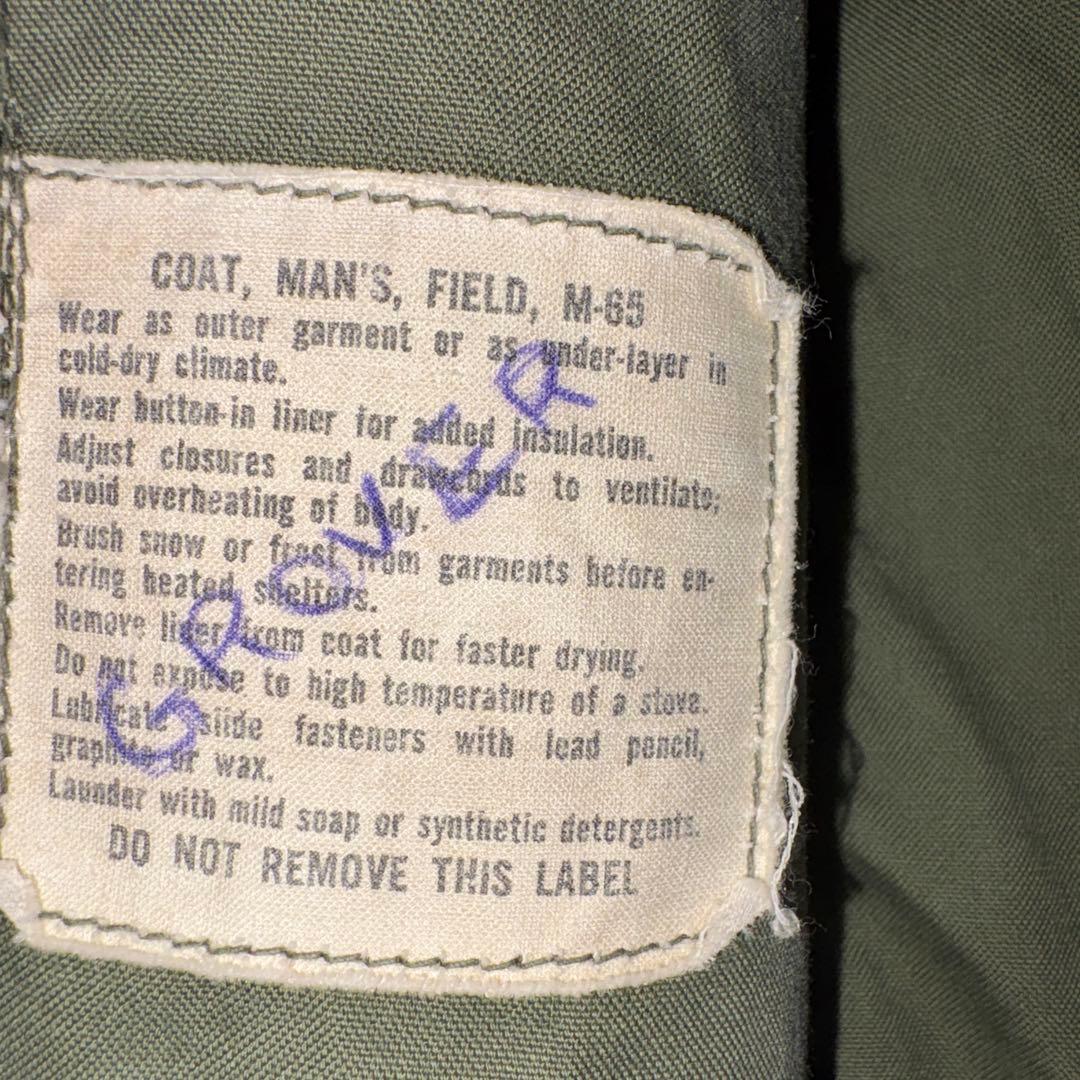 COAT, MAN'S, FIELD, M-65
Wear as outer garment or as under-layer in
cold-dry climate.
Wear button-in liner for added insulation.
Adjust closures and drawcords to ventilate;
avoid overheating of body.
Brush snow or frost from garments before en-
tering heated shelters.
Remove liner from coat for faster drying.
Do not expose to high temperature of a stove.
Lubricate slide fasteners with lead pencil,
graphite or wax.
Launder with mild soap or synthetic detergents.
DO NOT REMOVE THIS LABEL
GROVER